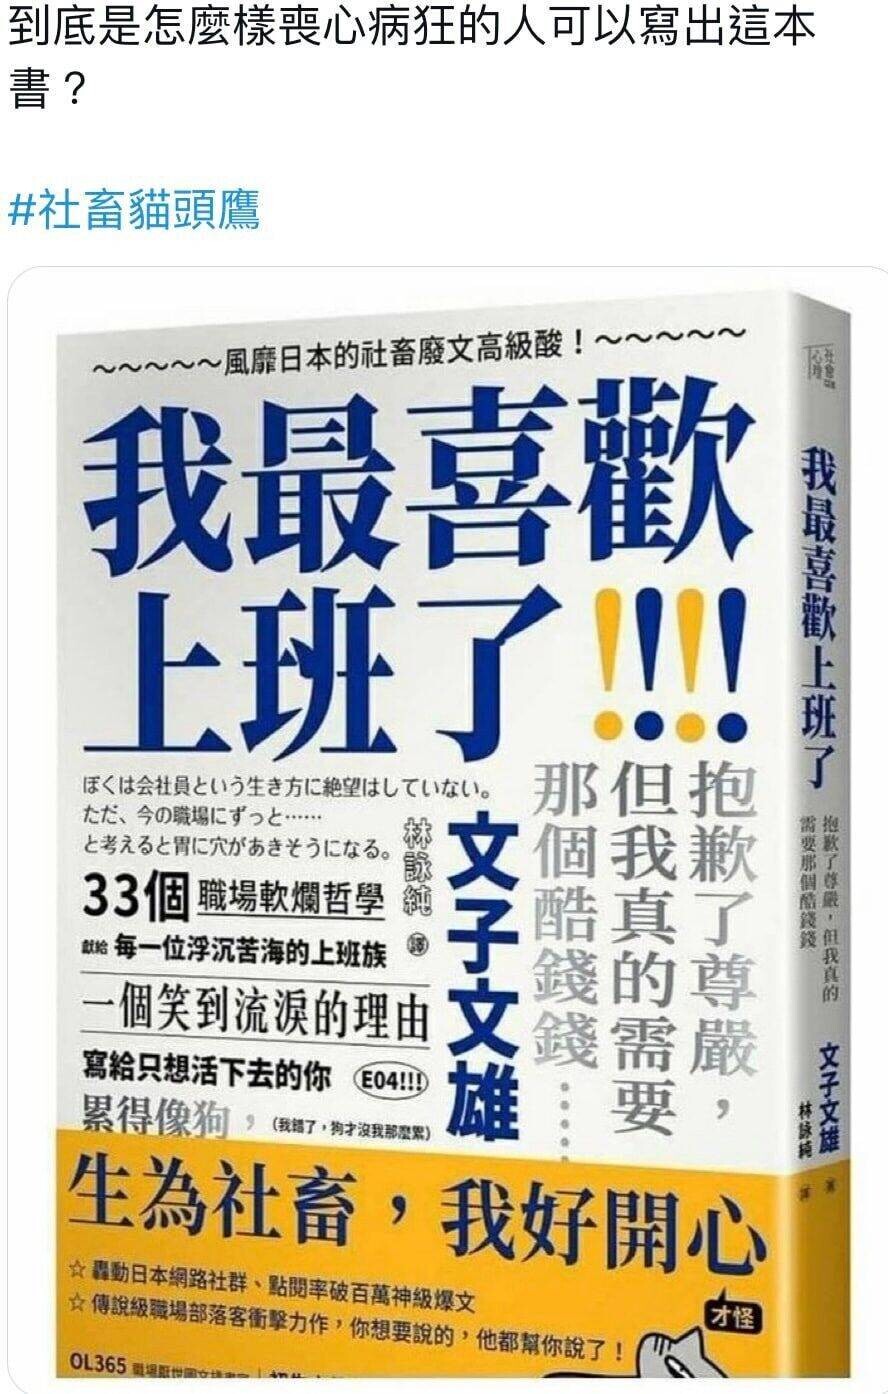 到底是怎麼樣喪心病狂的人可以寫出這本
書？
#社畜貓頭鷹
～～～～～風靡日本的社畜廢文高級酸！～～～～～
我最喜歡
上班了!!!!
抱歉了尊嚴，
但我真的需要
那個酷錢錢……
ぼくは会社員という生き方に絶望はしていない。
ただ、今の職場にずっと……
と考えると胃に穴があきそうになる。
文子文雄
林詠純 譯
33個 職場軟爛哲學
獻給 每一位浮沉苦海的上班族
一個笑到流淚的理由
寫給只想活下去的你 E04!!!
累得像狗，（我錯了，狗才沒我那麼累）
生為社畜，我好開心
才怪
☆轟動日本網路社群、點閱率破百萬神級爆文
☆傳說級職場部落客衝擊力作，你想要說的，他都幫你說了！
OL365
我最喜歡上班了
抱歉了尊嚴，但我真的
需要那個酷錢錢
文子文雄 著
林詠純 譯